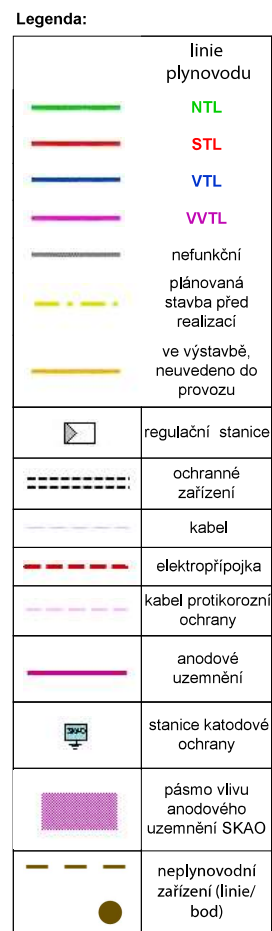 Legenda:
linie
plynovodu
NTL
STL
VTL
VVTL
nefunkční
plánovaná
stavba před
realizací
ve výstavbě,
neuvedeno do
provozu
regulační stanice
ochranné
zařízení
kabel
elektropřípojka
kabel protikorozní
ochrany
anodové
uzemnění
SKAO
stanice katodové
ochrany
pásmo vlivu
anodového
uzemnění SKAO
neplynovodní
zařízení (linie/
bod)